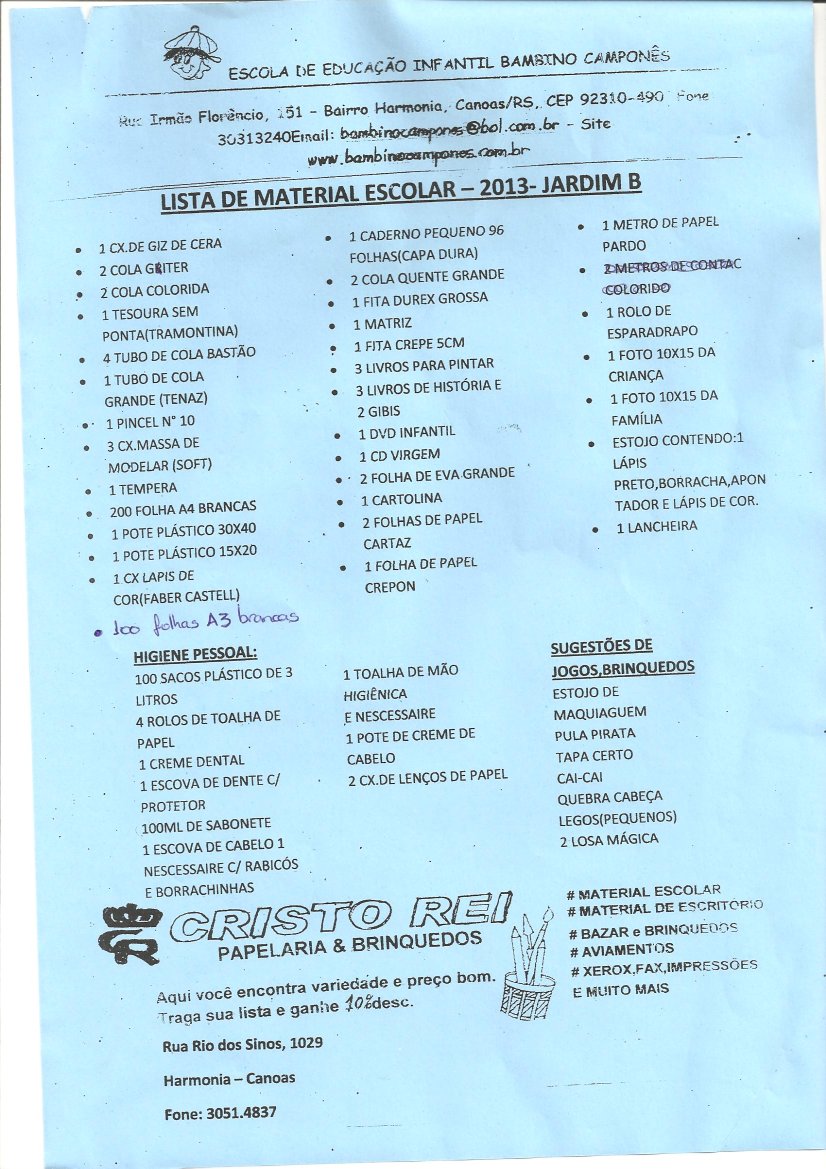 ESCOLA DE EDUCAÇÃO INFANTIL BAMBINO CAMPONÊS
Rua Irmão Florêncio, 151 - Bairro Harmonia, Canoas/RS, CEP 92310-490 Fone
30313240Email: bambinocampones@bol.com.br - Site
www.bambinocampones.com.br
LISTA DE MATERIAL ESCOLAR – 2013- JARDIM B
• 1 CX.DE GIZ DE CERA
• 2 COLA GRITER
• 2 COLA COLORIDA
• 1 TESOURA SEM
PONTA(TRAMONTINA)
• 4 TUBO DE COLA BASTÃO
• 1 TUBO DE COLA
GRANDE (TENAZ)
• 1 PINCEL N° 10
• 3 CX.MASSA DE
MODELAR (SOFT)
• 1 TEMPERA
• 200 FOLHA A4 BRANCAS
• 1 POTE PLÁSTICO 30X40
• 1 POTE PLÁSTICO 15X20
• 1 CX LAPIS DE
COR(FABER CASTELL)
• 100 folhas A3 brancas
• 1 CADERNO PEQUENO 96
FOLHAS(CAPA DURA)
• 2 COLA QUENTE GRANDE
• 1 FITA DUREX GROSSA
• 1 MATRIZ
• 1 FITA CREPE 5CM
• 3 LIVROS PARA PINTAR
• 3 LIVROS DE HISTÓRIA E
2 GIBIS
• 1 DVD INFANTIL
• 1 CD VIRGEM
• 2 FOLHA DE EVA GRANDE
• 1 CARTOLINA
• 2 FOLHAS DE PAPEL
CARTAZ
• 1 FOLHA DE PAPEL
CREPON
• 1 METRO DE PAPEL
PARDO
• 2 METROS DE CONTAC
COLORIDO
• 1 ROLO DE
ESPARADRAPO
• 1 FOTO 10X15 DA
CRIANÇA
• 1 FOTO 10X15 DA
FAMÍLIA
• ESTOJO CONTENDO:1
LÁPIS
PRETO,BORRACHA,APON
TADOR E LÁPIS DE COR.
• 1 LANCHEIRA
HIGIENE PESSOAL:
100 SACOS PLÁSTICO DE 3
LITROS
4 ROLOS DE TOALHA DE
PAPEL
1 CREME DENTAL
1 ESCOVA DE DENTE C/
PROTETOR
100ML DE SABONETE
1 ESCOVA DE CABELO 1
NESCESSAIRE C/ RABICÓS
E BORRACHINHAS
1 TOALHA DE MÃO
HIGIÊNICA
E NESCESSAIRE
1 POTE DE CREME DE
CABELO
2 CX.DE LENÇOS DE PAPEL
SUGESTÕES DE
JOGOS,BRINQUEDOS
ESTOJO DE
MAQUIAGUEM
PULA PIRATA
TAPA CERTO
CAI-CAI
QUEBRA CABEÇA
LEGOS(PEQUENOS)
2 LOSA MÁGICA
CR
CRISTO REI
PAPELARIA & BRINQUEDOS
Aqui você encontra variedade e preço bom.
Traga sua lista e ganhe 10%desc.
Rua Rio dos Sinos, 1029
Harmonia – Canoas
Fone: 3051.4837
# MATERIAL ESCOLAR
# MATERIAL DE ESCRITÓRIO
# BAZAR e BRINQUEDOS
# AVIAMENTOS
# XEROX,FAX,IMPRESSÕES
E MUITO MAIS